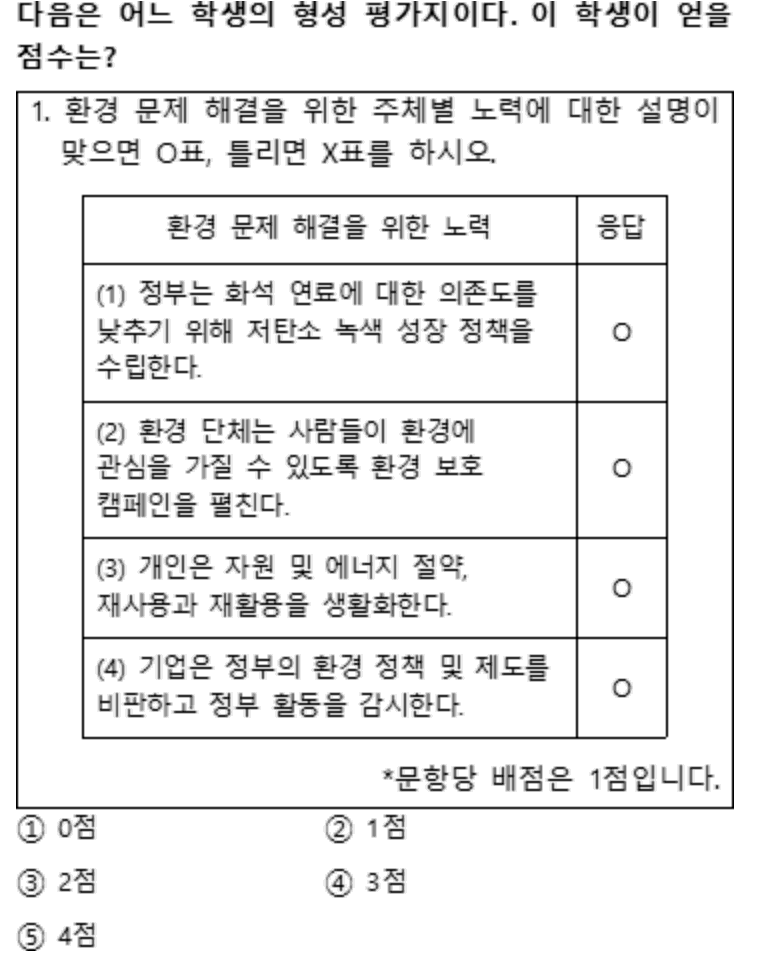 다음은 어느 학생의 형성 평가지이다. 이 학생이 얻을
점수는?
1. 환경 문제 해결을 위한 주체별 노력에 대한 설명이
맞으면 O표, 틀리면 X표를 하시오.
환경 문제 해결을 위한 노력 응답
(1) 정부는 화석 연료에 대한 의존도를
낮추기 위해 저탄소 녹색 성장 정책을 O
수립한다.
(2) 환경 단체는 사람들이 환경에
관심을 가질 수 있도록 환경 보호 O
캠페인을 펼친다.
(3) 개인은 자원 및 에너지 절약,
재사용과 재활용을 생활화한다. O
(4) 기업은 정부의 환경 정책 및 제도를
비판하고 정부 활동을 감시한다. O
*문항당 배점은 1점입니다.
① 0점 ② 1점
③ 2점 ④ 3점
⑤ 4점